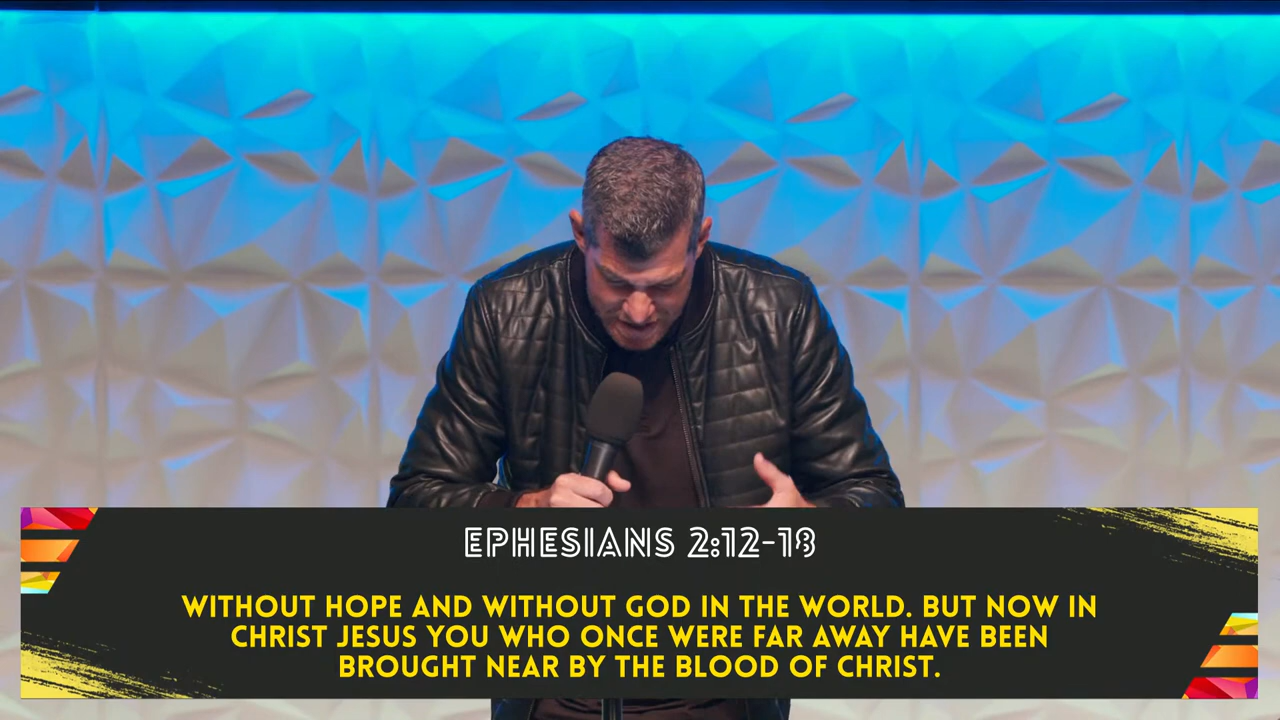 EPHESIANS 2:12-18
WITHOUT HOPE AND WITHOUT GOD IN THE WORLD. BUT NOW IN
CHRIST JESUS YOU WHO ONCE WERE FAR AWAY HAVE BEEN
BROUGHT NEAR BY THE BLOOD OF CHRIST.